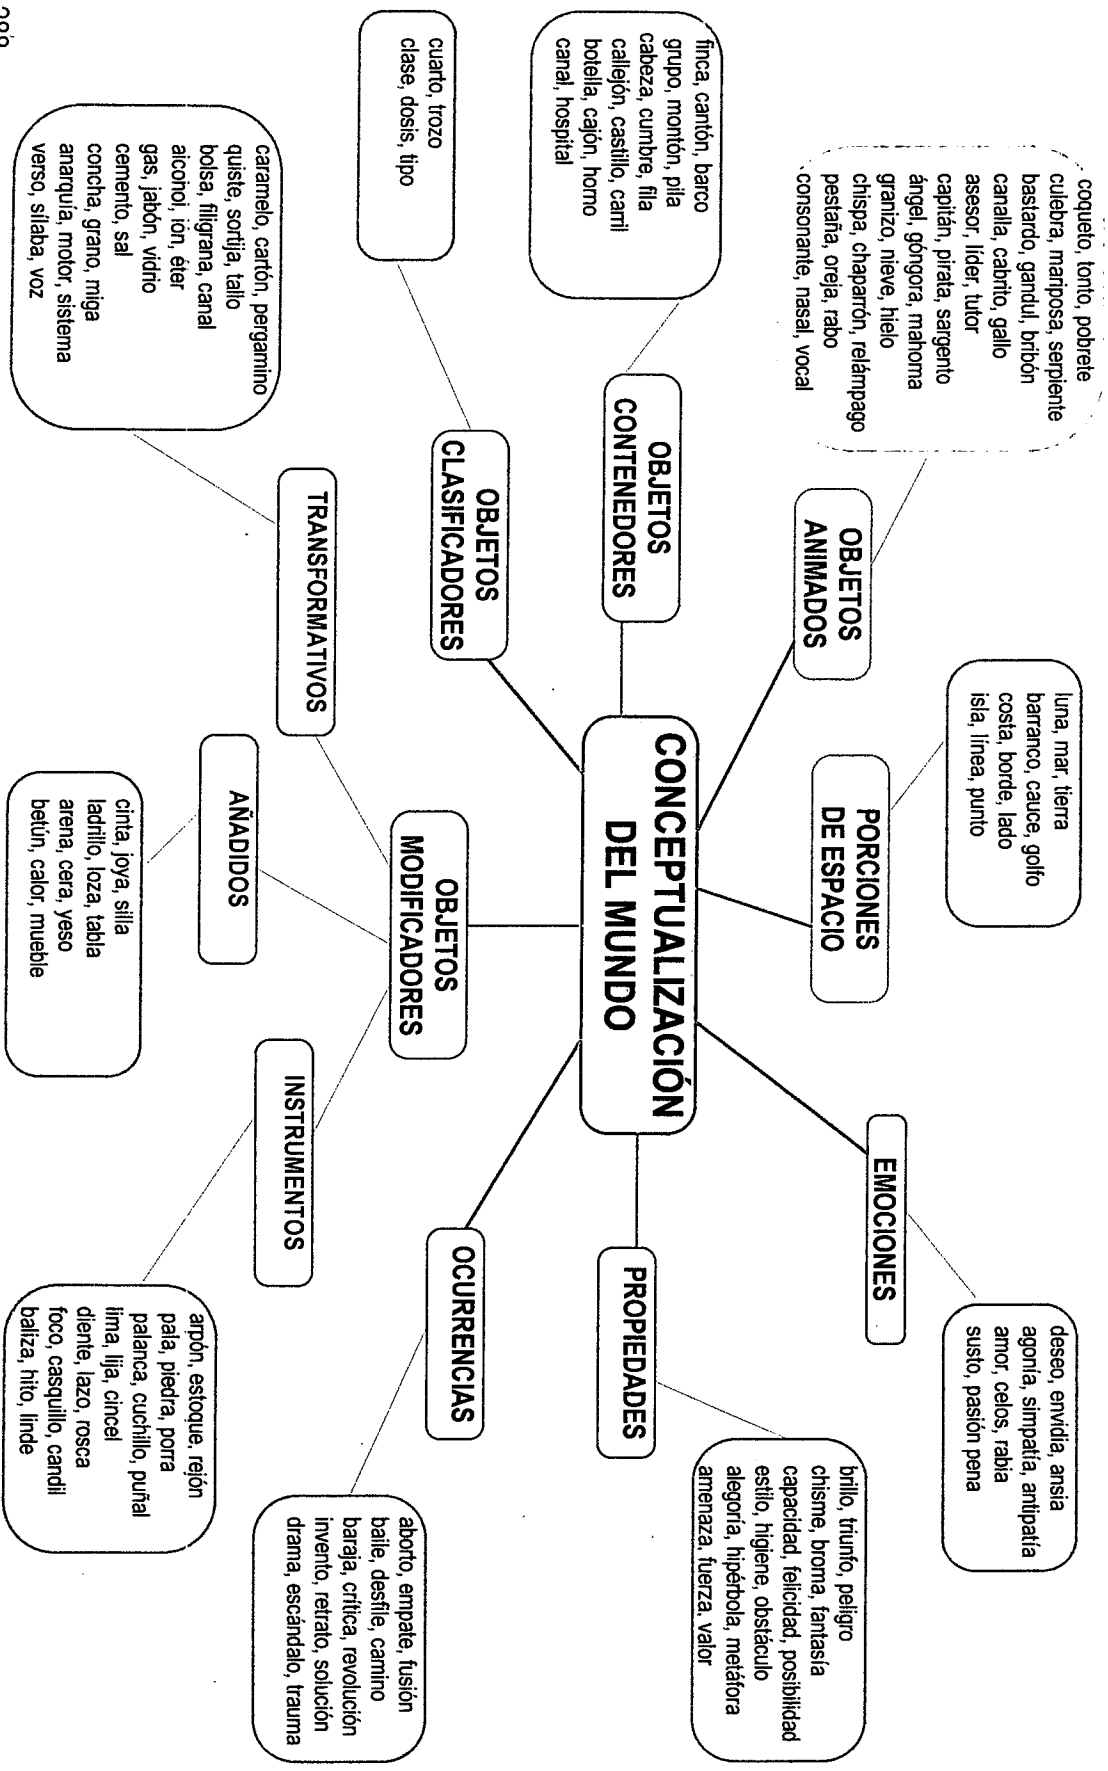 coqueto, tonto, pobrete
culebra, mariposa, serpiente
bastardo, gandul, bribón
canalla, cabrito, gallo
asesor, líder, tutor
capitán, pirata, sargento
ángel, góngora, mahoma
granizo, nieve, hielo
chispa, chaparrón, relámpago
pestaña, oreja, rabo
consonante, nasal, vocal
OBJETOS
ANIMADOS
luna, mar, tierra
barranco, cauce, golfo
costa, borde, lado
isla, línea, punto
PORCIONES
DE ESPACIO
deseo, envidia, ansia
agonía, simpatía, antipatía
amor, celos, rabia
susto, pasión pena
EMOCIONES
finca, cantón, barco
grupo, montón, pila
cabeza, cumbre, fila
callejón, castillo, carril
botella, cajón, horno
canal, hospital
OBJETOS
CONTENEDORES
CONCEPTUALIZACIÓN
DEL MUNDO
PROPIEDADES
brillo, triunfo, peligro
chisme, broma, fantasía
capacidad, felicidad, posibilidad
estilo, higiene, obstáculo
alegoría, hipérbola, metáfora
amenaza, fuerza, valor
cuarto, trozo
clase, dosis, tipo
OBJETOS
CLASIFICADORES
OBJETOS
MODIFICADORES
OCURRENCIAS
aborto, empate, fusión
baile, desfile, camino
baraja, crítica, revolución
invento, retrato, solución
drama, escándalo, trauma
TRANSFORMATIVOS
caramelo, cartón, pergamino
quiste, sortija, tallo
bolsa, filigrana, canal
alcohol, ión, éter
gas, jabón, vidrio
cemento, sal
concha, grano, miga
anarquía, motor, sistema
verso, sílaba, voz
AÑADIDOS
cinta, joya, silla
ladrillo, loza, tabla
arena, cera, yeso
betún, calor, mueble
INSTRUMENTOS
arpón, estoque, rejón
pala, piedra, porra
palanca, cuchillo, puñal
lima, lija, cincel
diente, lazo, rosca
foco, casquillo, candil
baliza, hito, linde